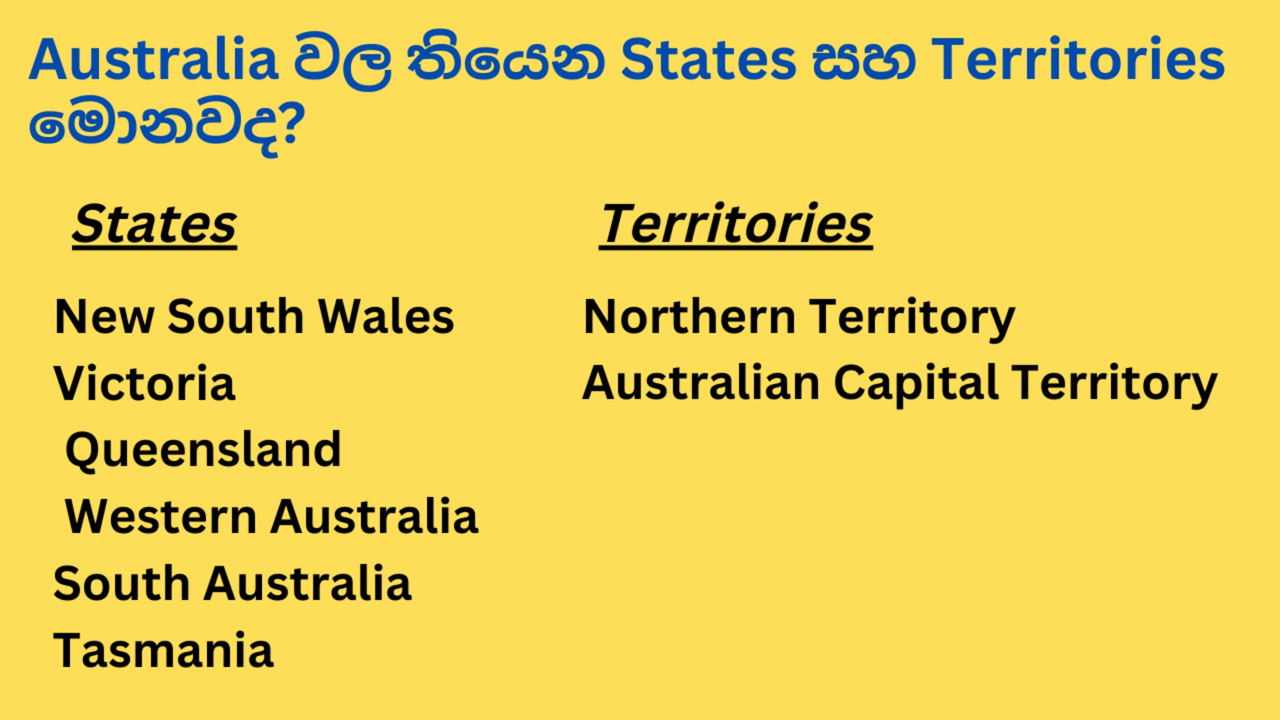 Australia වල තියෙන States සහ Territories
මොනවද?
States
New South Wales
Victoria
Queensland
Western Australia
South Australia
Tasmania
Territories
Northern Territory
Australian Capital Territory